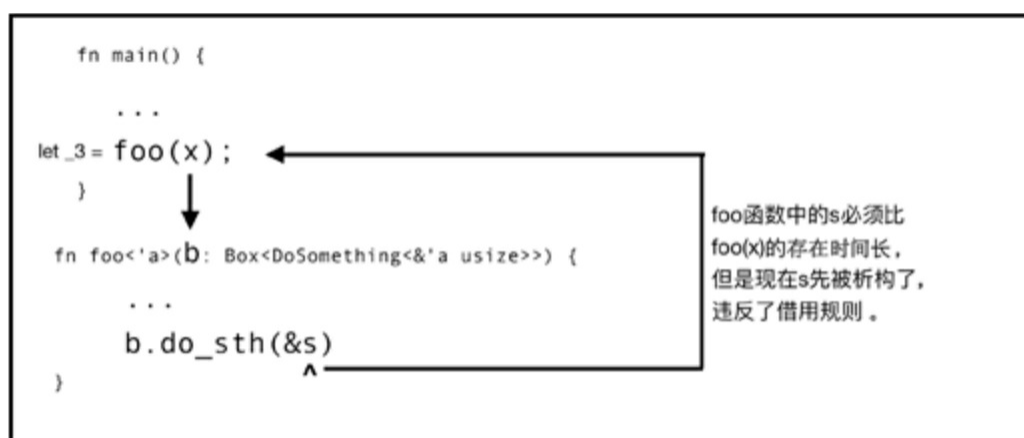 fn main() {
...
let _3 = foo(x);
}
fn foo<'a>(b: Box<DoSomething<&'a usize>>) {
...
b.do_sth(&s)
^
}
foo函数中的s必须比
foo(x)的存在时间长，
但是现在s先被析构了，
违反了借用规则 。